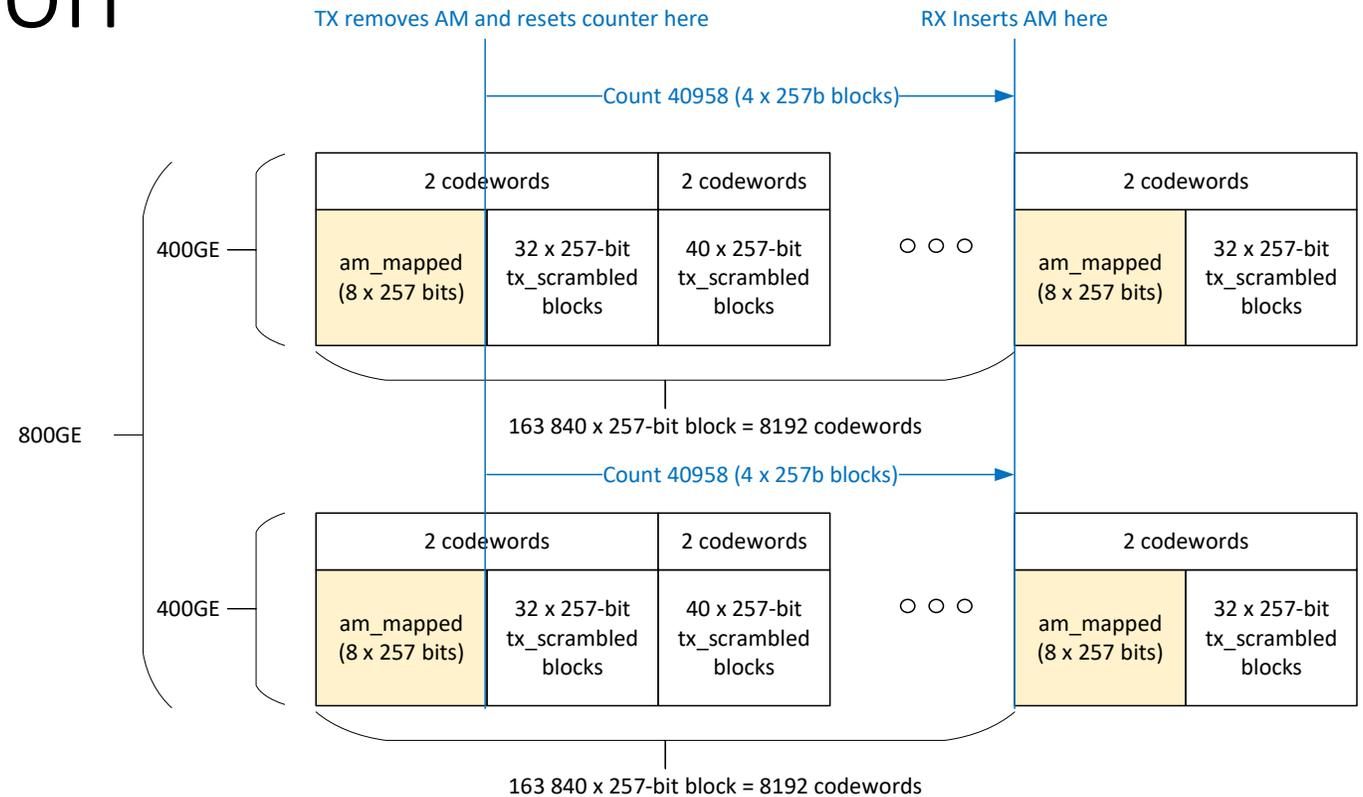 TX removes AM and resets counter here
RX Inserts AM here
Count 40958 (4 x 257b blocks)
2 codewords
2 codewords
2 codewords
400GE
am_mapped
(8 x 257 bits)
32 x 257-bit
tx_scrambled
blocks
40 x 257-bit
tx_scrambled
blocks
am_mapped
(8 x 257 bits)
32 x 257-bit
tx_scrambled
blocks
163 840 x 257-bit block = 8192 codewords
800GE
Count 40958 (4 x 257b blocks)
2 codewords
2 codewords
2 codewords
400GE
am_mapped
(8 x 257 bits)
32 x 257-bit
tx_scrambled
blocks
40 x 257-bit
tx_scrambled
blocks
am_mapped
(8 x 257 bits)
32 x 257-bit
tx_scrambled
blocks
163 840 x 257-bit block = 8192 codewords